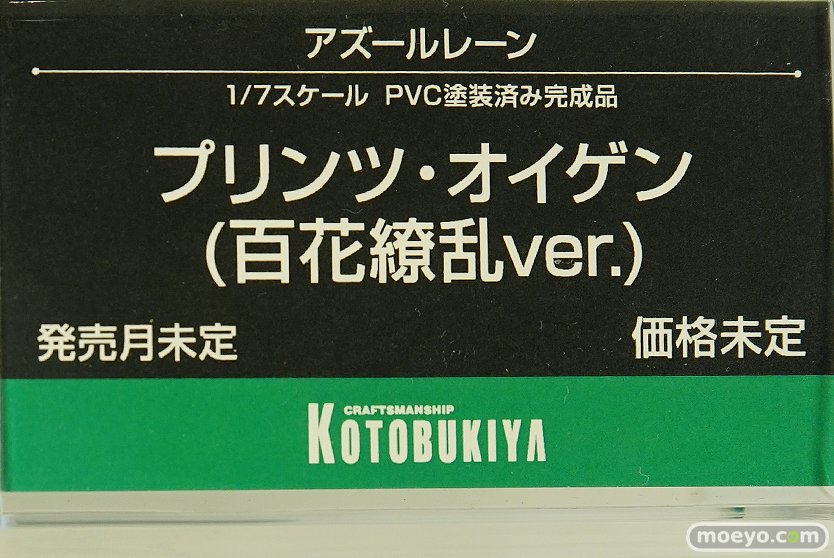 アズールレーン
1/7スケール PVC塗装済み完成品
プリンツ・オイゲン
(百花繚乱ver.)
発売月未定 価格未定
CRAFTSMANSHIP
KOTOBUKIYA
moeyo.com